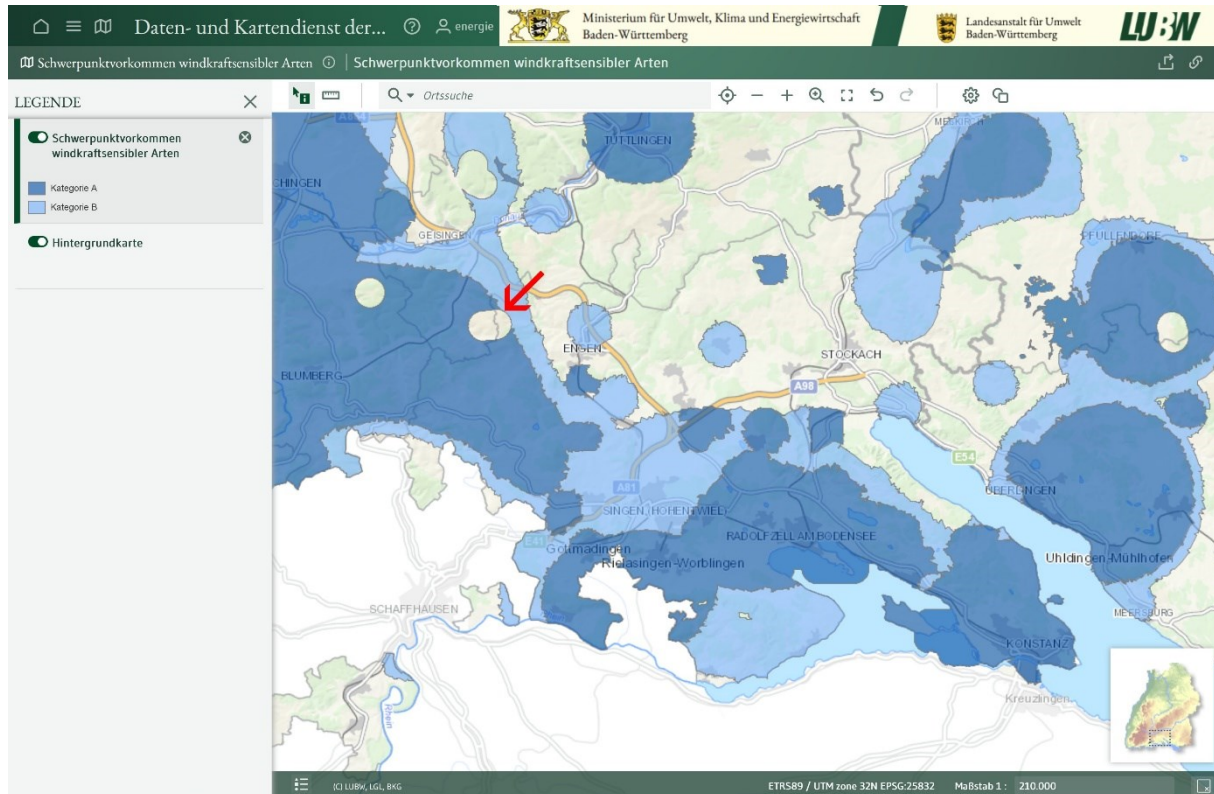 Daten- und Kartendienst der...
energie
Ministerium für Umwelt, Klima und Energiewirtschaft
Baden-Württemberg
Landesanstalt für Umwelt
Baden-Württemberg
LUBW
Schwerpunktvorkommen windkraftsensibler Arten
Schwerpunktvorkommen windkraftsensibler Arten
LEGENDE
Ortssuche
Schwerpunktvorkommen
windkraftsensibler Arten
Kategorie A
Kategorie B
Hintergrundkarte
TUTTLINGEN
CHINGEN
GEISINGEN
PFULLENDORF
ENGEN
STOCKACH
BLUMBERG
A98
E54
ÜBERLINGEN
A81
SINGEN (HOHENTWIEL)
RADOLFZELL AM BODENSEE
E41
Gottmadingen
Rielasingen-Worblingen
Uhldingen-Mühlhofen
SCHAFFHAUSEN
MEERSBURG
KONSTANZ
Kreuzlingen
Rhein
(C) LUBW, LGL, BKG
ETRS89 / UTM zone 32N EPSG:25832
Maßstab 1 : 210.000